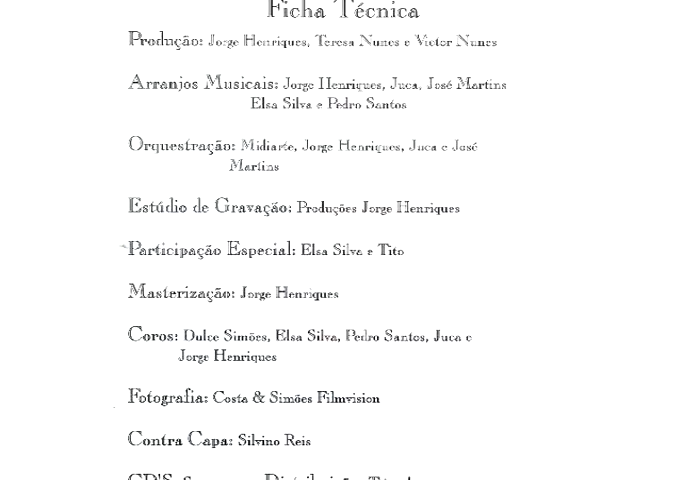 Ficha Técnica
Produção: Jorge Henriques, Teresa Nunes e Victor Nunes
Arranjos Musicais: Jorge Henriques, Juca, José Martins
Elsa Silva e Pedro Santos
Orquestração: Midiarte, Jorge Henriques, Juca e José
Martins
Estúdio de Gravação: Produções Jorge Henriques
Participação Especial: Elsa Silva e Tito
Masterização: Jorge Henriques
Coros: Dulce Simões, Elsa Silva, Pedro Santos, Juca e
Jorge Henriques
Fotografia: Costa & Simões Filmvision
Contra Capa: Silvino Reis
CD'S